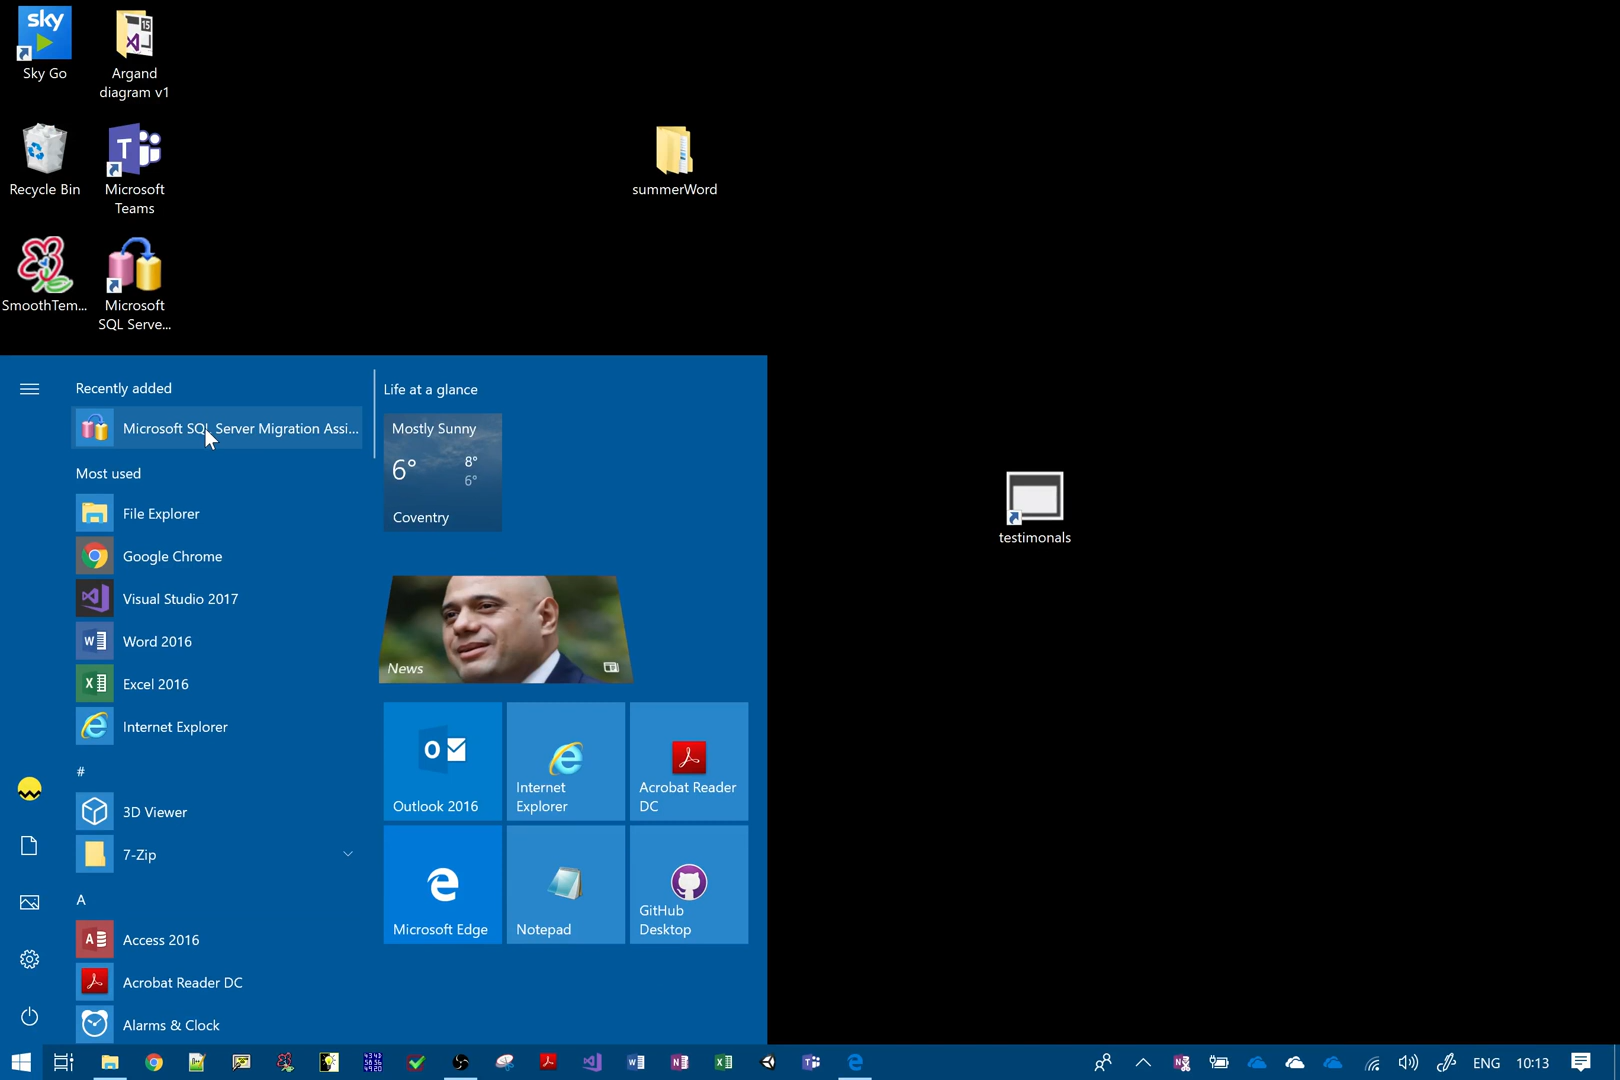 sky
Sky Go
Argand
diagram v1
Recycle Bin
Microsoft
Teams
SmoothTem...
Microsoft
SQL Serve...
summerWord
testimonals
Recently added
Microsoft SQL Server Migration Assi...
Most used
File Explorer
Google Chrome
Visual Studio 2017
Word 2016
Excel 2016
Internet Explorer
#
3D Viewer
7-Zip
A
Access 2016
Acrobat Reader DC
Alarms & Clock
Life at a glance
Mostly Sunny
6° 8°
6°
Coventry
News
Outlook 2016
Internet
Explorer
Acrobat Reader
DC
Microsoft Edge
Notepad
GitHub
Desktop
ENG 10:13